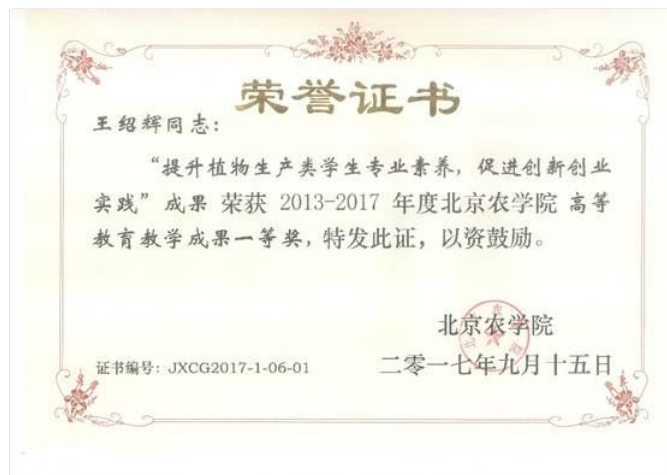 荣誉证书
王绍辉同志：
“提升植物生产类学生专业素养，促进创新创业
实践”成果 荣获 2013-2017 年度北京农学院 高等
教育教学成果一等奖，特发此证，以资鼓励。
北京农学院
证书编号：JXCG2017-1-06-01
二零一七年九月十五日